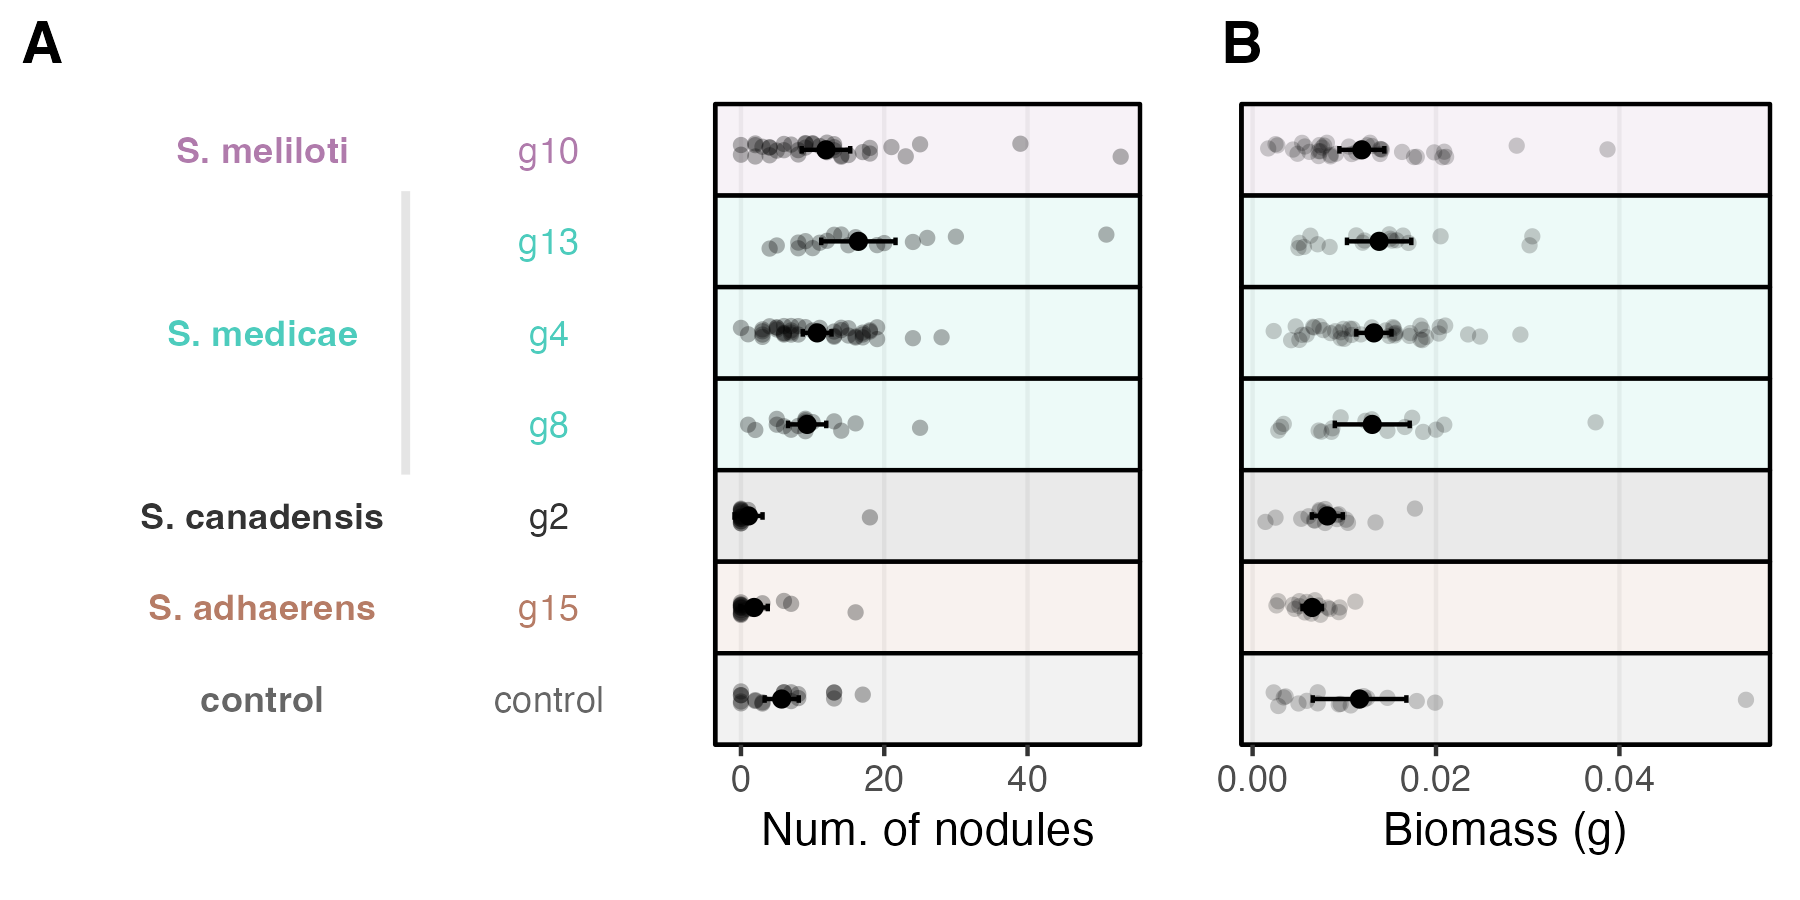 A
B
S. meliloti g10
g13
S. medicae g4
g8
S. canadensis g2
S. adhaerens g15
control control
0 20 40
0.00 0.02 0.04
Num. of nodules
Biomass (g)